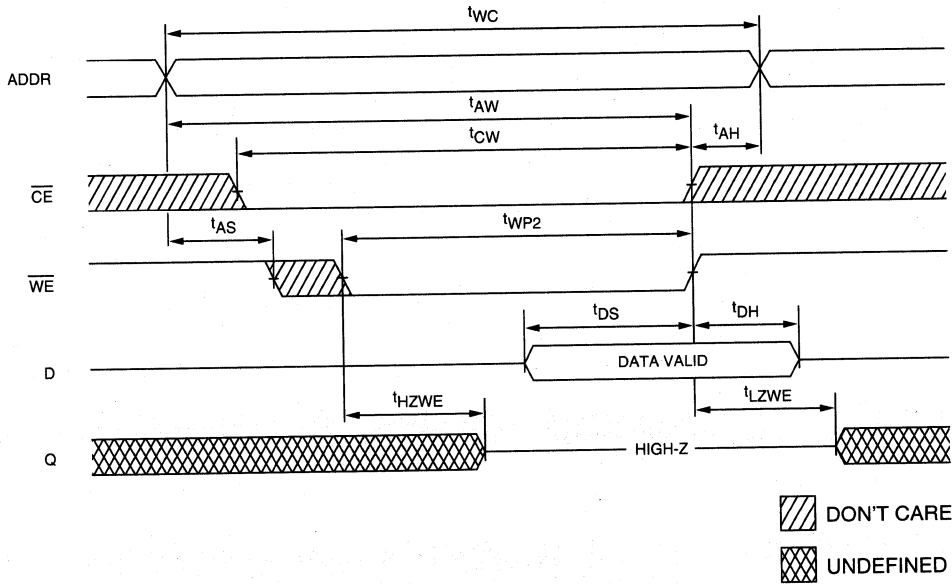 tWC
ADDR
tAW
tCW
tAH
CE
tAS
tWP2
WE
tDS
tDH
D
DATA VALID
tHZWE
tLZWE
Q
HIGH-Z
DON'T CARE
UNDEFINED